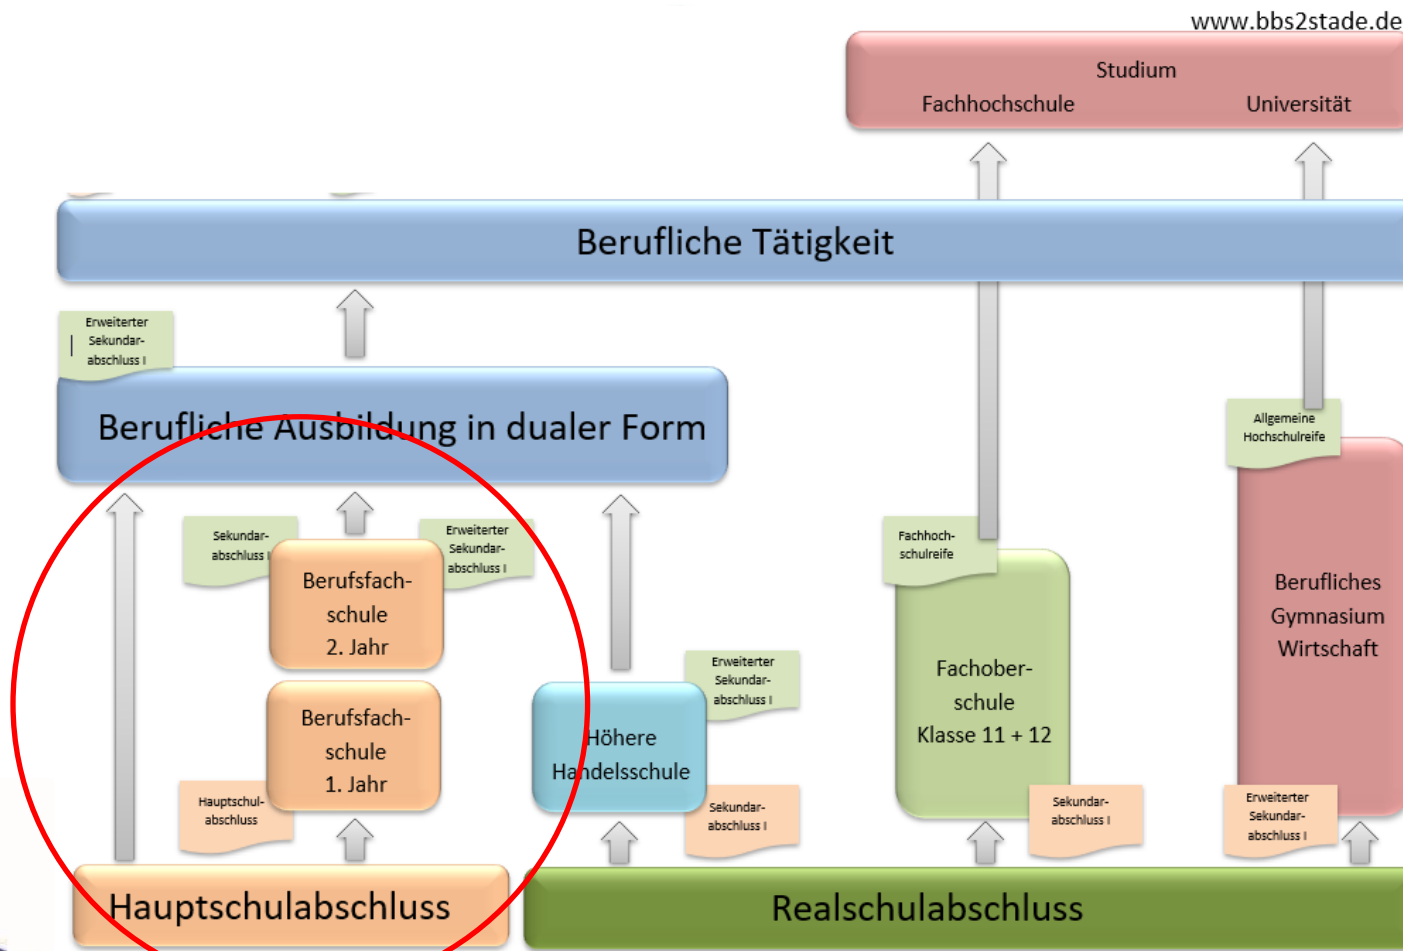 www.bbs2stade.de
Studium
Fachhochschule Universität
Berufliche Tätigkeit
Erweiterter
Sekundar-
abschluss I
Berufliche Ausbildung in dualer Form
Allgemeine
Hochschulreife
Sekundar-
abschluss I
Berufsfach-
schule
2. Jahr
Erweiterter
Sekundar-
abschluss I
Fachhoch-
schulreife
Berufliches
Gymnasium
Wirtschaft
Berufsfach-
schule
1. Jahr
Höhere
Handelsschule
Erweiterter
Sekundar-
abschluss I
Fachober-
schule
Klasse 11 + 12
Hauptschul-
abschluss
Sekundar-
abschluss I
Sekundar-
abschluss I
Erweiterter
Sekundar-
abschluss I
Hauptschulabschluss
Realschulabschluss